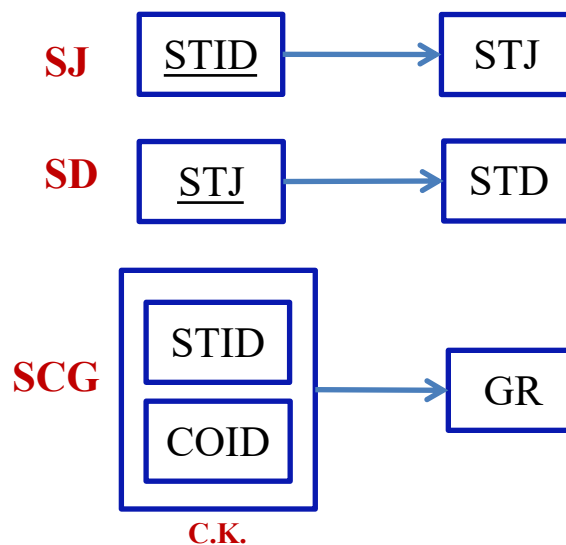 SJ STID STJ
SD STJ STD
STID
SCG GR
COID
C.K.